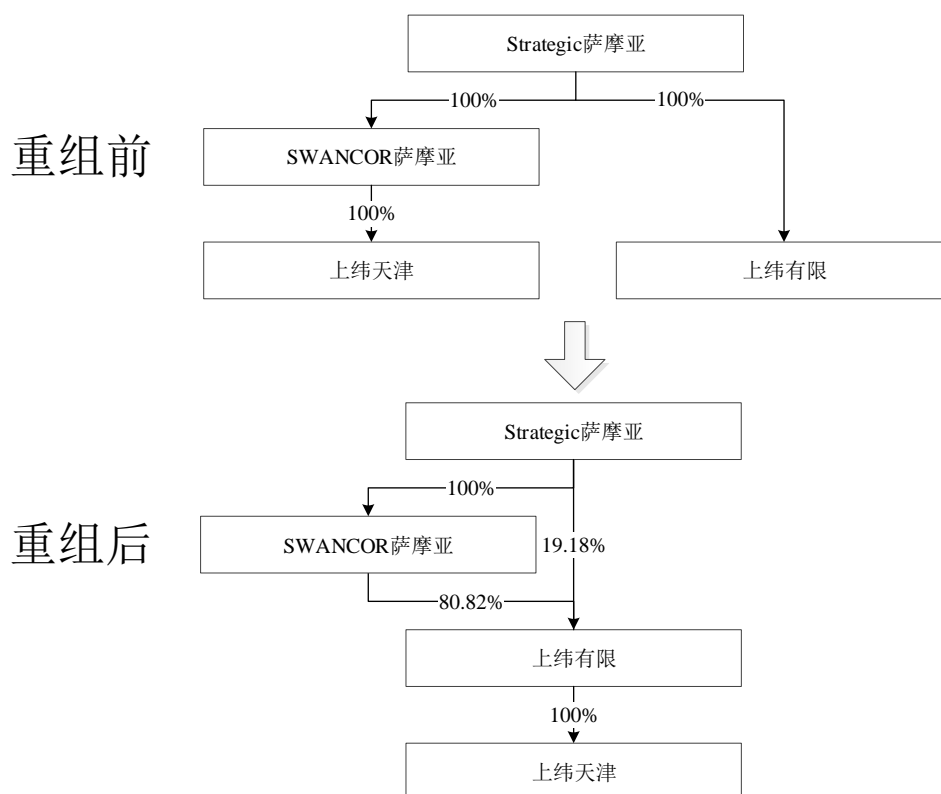 Strategic萨摩亚
100%
100%
重组前
SWANCOR萨摩亚
100%
上纬天津
上纬有限
Strategic萨摩亚
100%
重组后
SWANCOR萨摩亚
19.18%
80.82%
上纬有限
100%
上纬天津